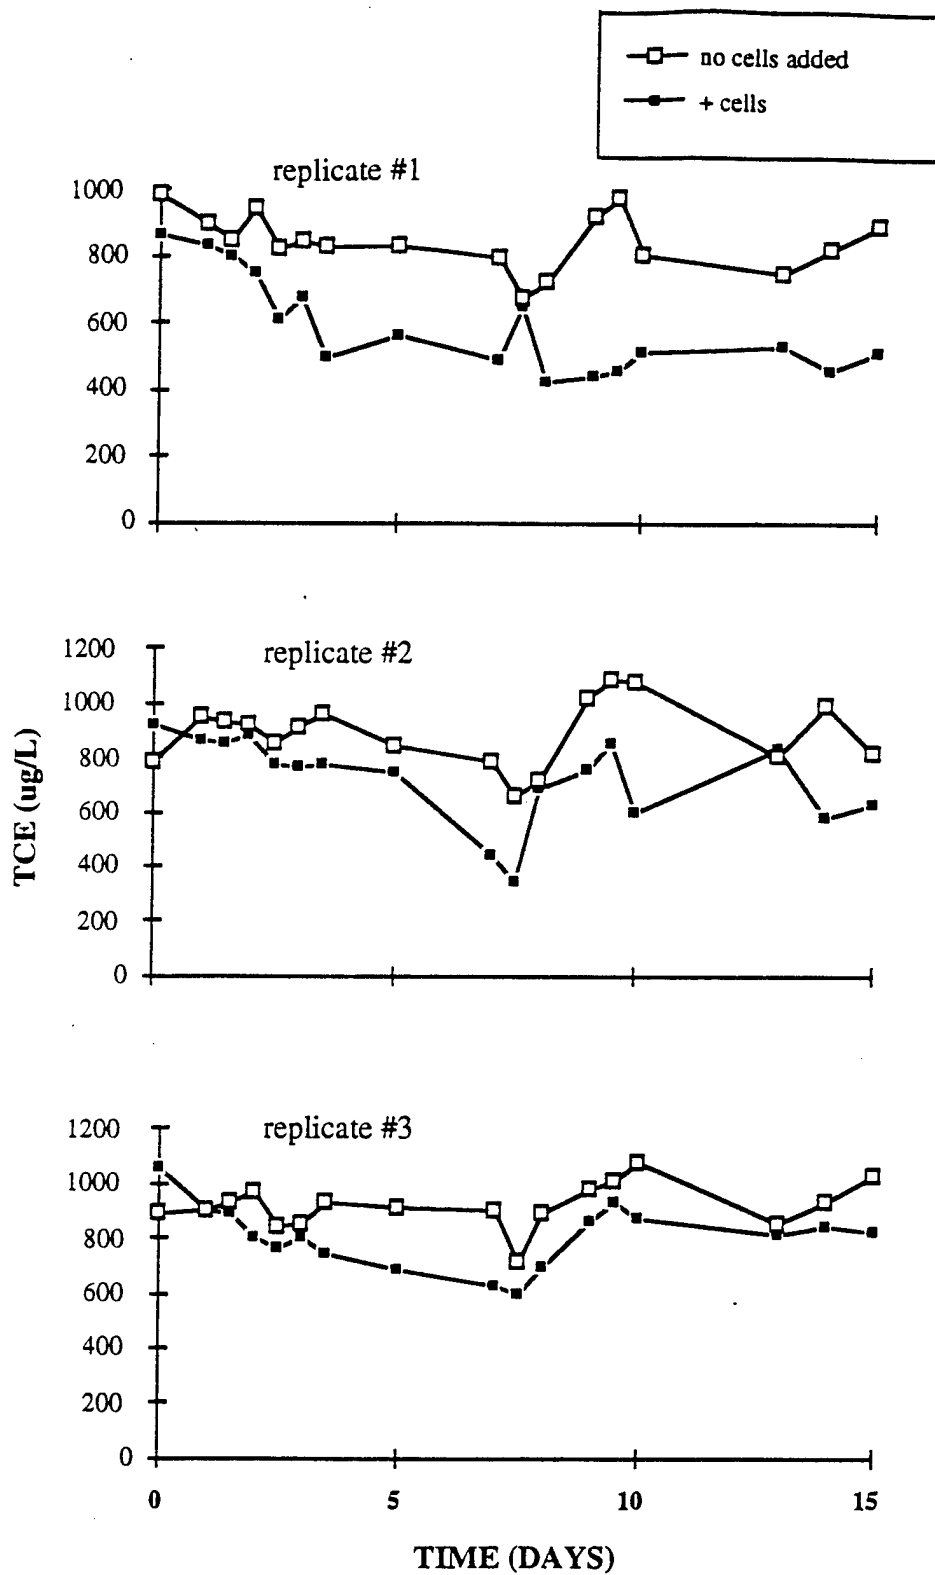 no cells added
+ cells
replicate #1
1000
800
600
400
200
0
replicate #2
1200
1000
800
600
400
200
0
TCE (ug/L)
replicate #3
1200
1000
800
600
400
200
0
0 5 10 15
TIME (DAYS)